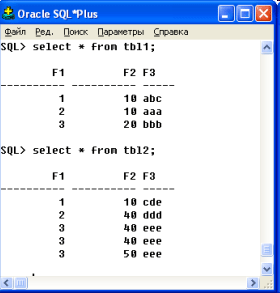 Oracle SQL*Plus
Файл Ред. Поиск Параметры Справка
SQL> select * from tbl1;
F1 F2 F3
---------- ---------- -----
1 10 abc
2 10 aaa
3 20 bbb
SQL> select * from tbl2;
F1 F2 F3
---------- ---------- -----
1 10 cde
2 40 ddd
3 40 eee
3 40 eee
3 50 eee